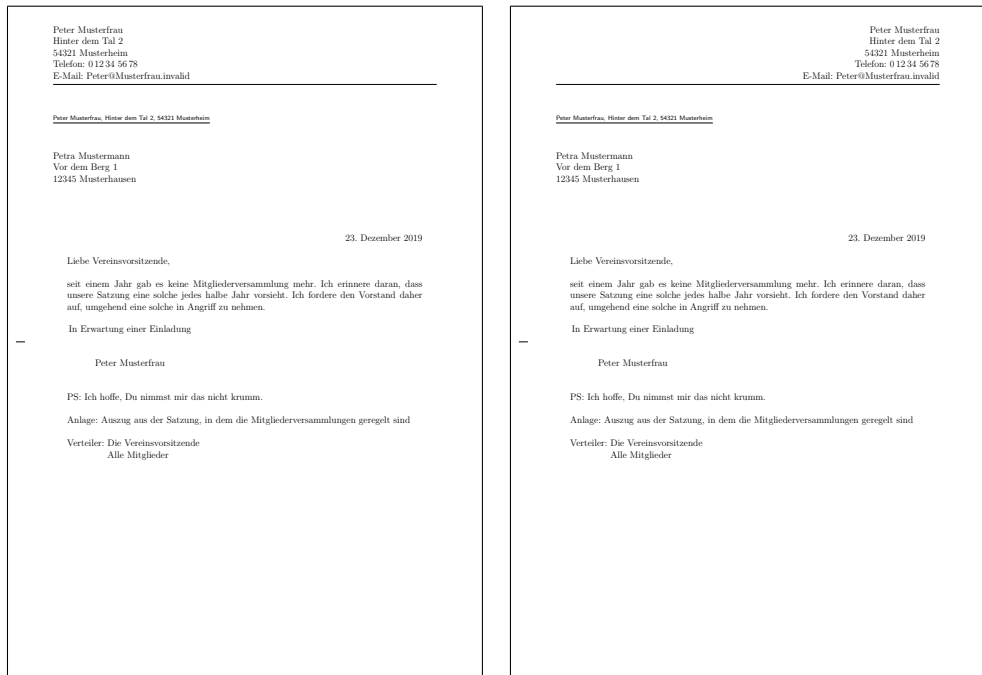 Peter Musterfrau
Hinter dem Tal 2
54321 Musterheim
Telefon: 0 12 34 56 78
E-Mail: Peter@Musterfrau.invalid
Peter Musterfrau, Hinter dem Tal 2, 54321 Musterheim
Petra Mustermann
Vor dem Berg 1
12345 Musterhausen
23. Dezember 2019
Liebe Vereinsvorsitzende,
seit einem Jahr gab es keine Mitgliederversammlung mehr. Ich erinnere daran, dass
unsere Satzung eine solche jedes halbe Jahr vorsieht. Ich fordere den Vorstand daher
auf, umgehend eine solche in Angriff zu nehmen.
In Erwartung einer Einladung
Peter Musterfrau
PS: Ich hoffe, Du nimmst mir das nicht krumm.
Anlage: Auszug aus der Satzung, in dem die Mitgliederversammlungen geregelt sind
Verteiler: Die Vereinsvorsitzende
Alle Mitglieder
Peter Musterfrau
Hinter dem Tal 2
54321 Musterheim
Telefon: 0 12 34 56 78
E-Mail: Peter@Musterfrau.invalid
Peter Musterfrau, Hinter dem Tal 2, 54321 Musterheim
Petra Mustermann
Vor dem Berg 1
12345 Musterhausen
23. Dezember 2019
Liebe Vereinsvorsitzende,
seit einem Jahr gab es keine Mitgliederversammlung mehr. Ich erinnere daran, dass
unsere Satzung eine solche jedes halbe Jahr vorsieht. Ich fordere den Vorstand daher
auf, umgehend eine solche in Angriff zu nehmen.
In Erwartung einer Einladung
Peter Musterfrau
PS: Ich hoffe, Du nimmst mir das nicht krumm.
Anlage: Auszug aus der Satzung, in dem die Mitgliederversammlungen geregelt sind
Verteiler: Die Vereinsvorsitzende
Alle Mitglieder